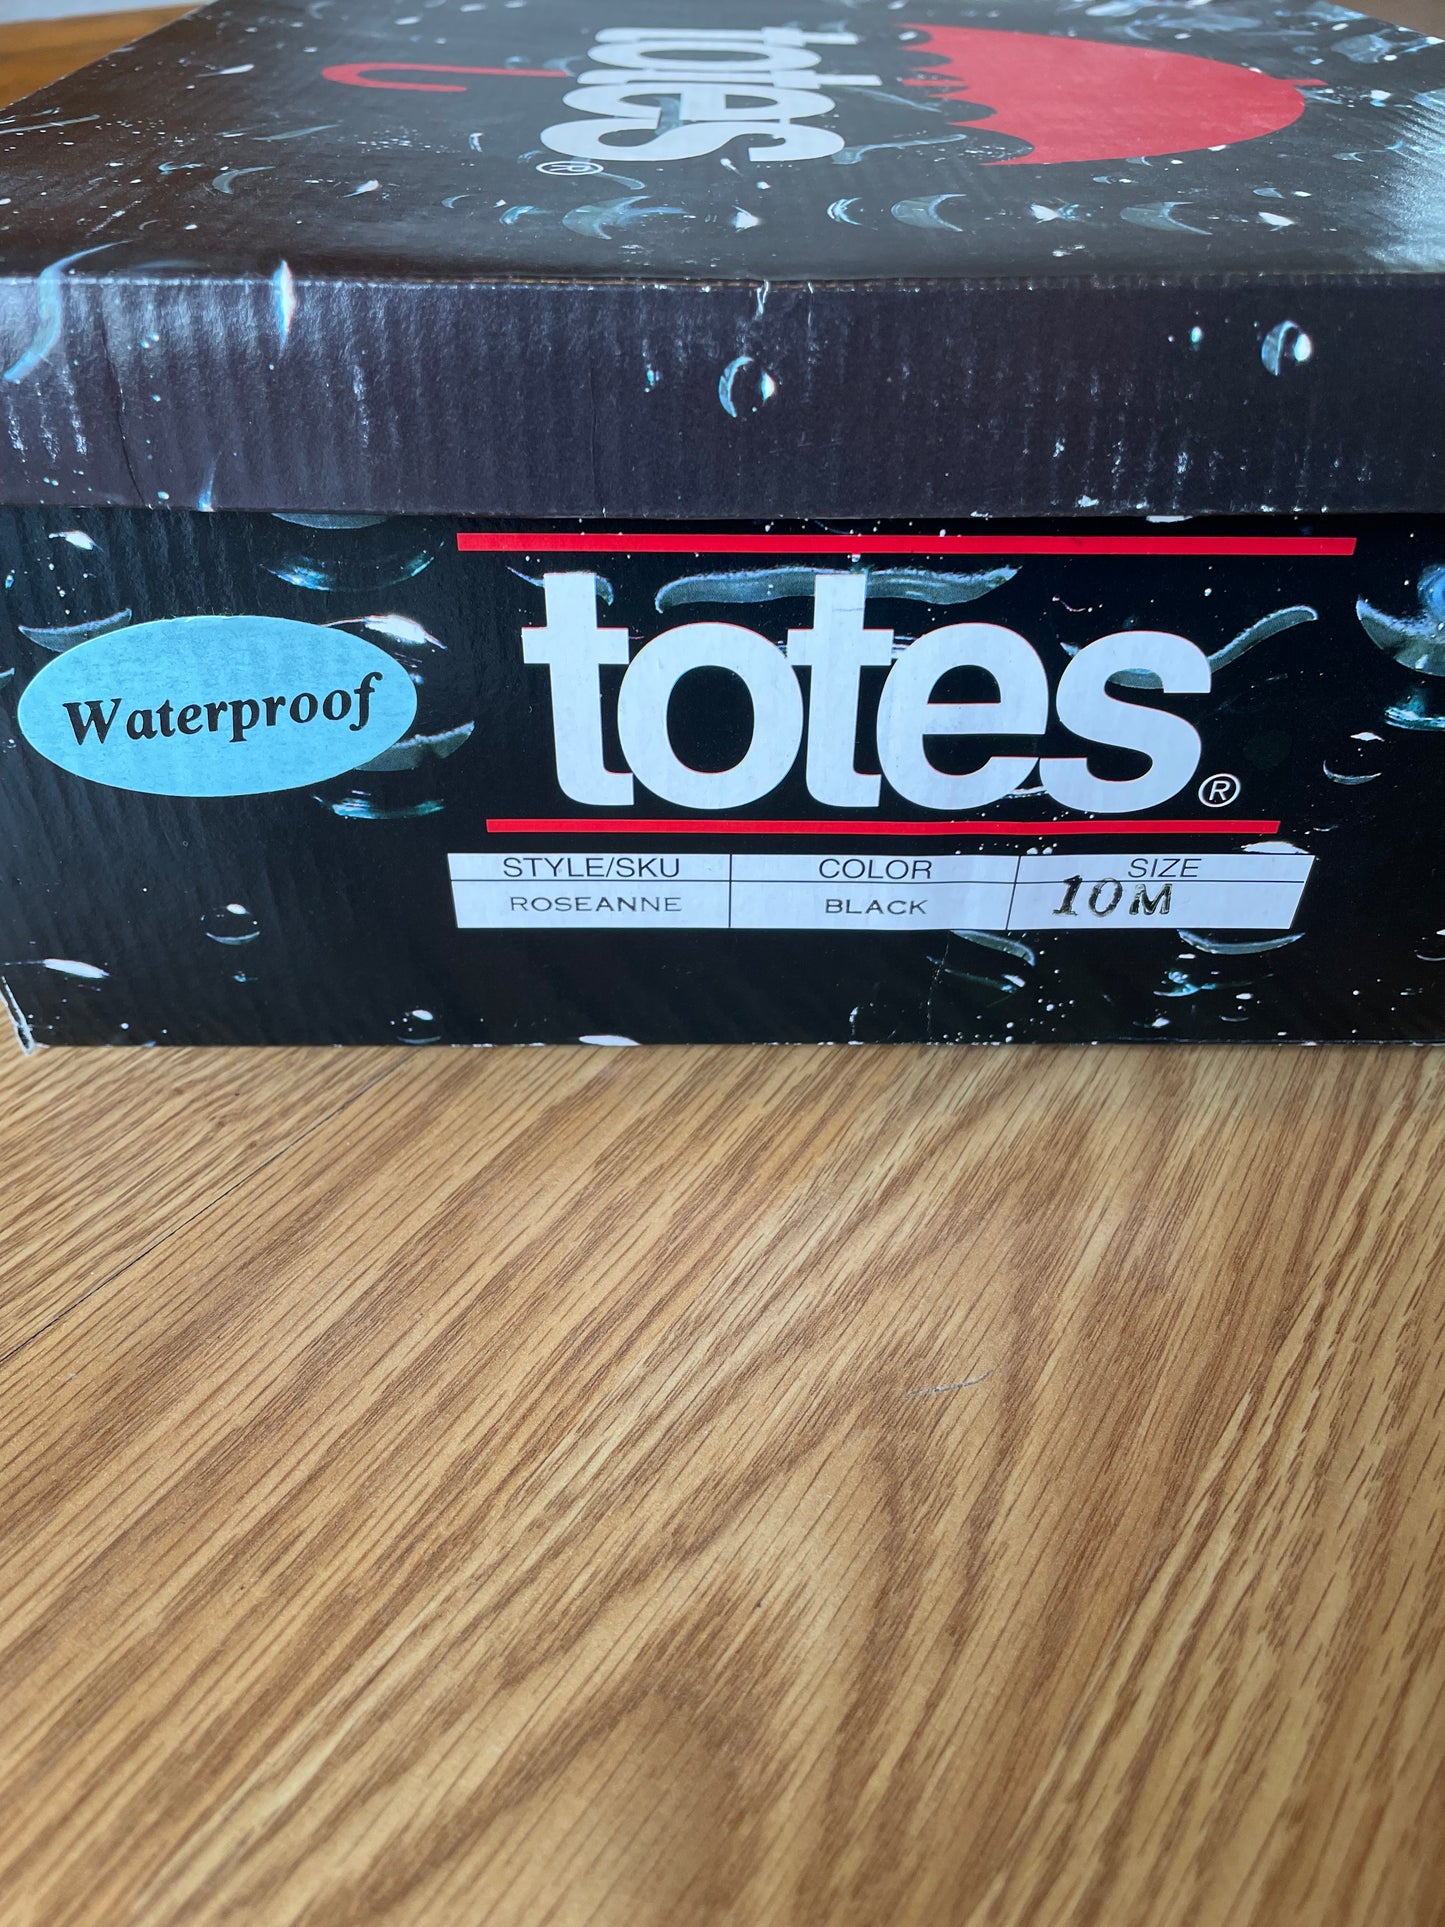 totes®
totes®
Waterproof
STYLE/SKU COLOR SIZE
ROSEANNE BLACK 10M